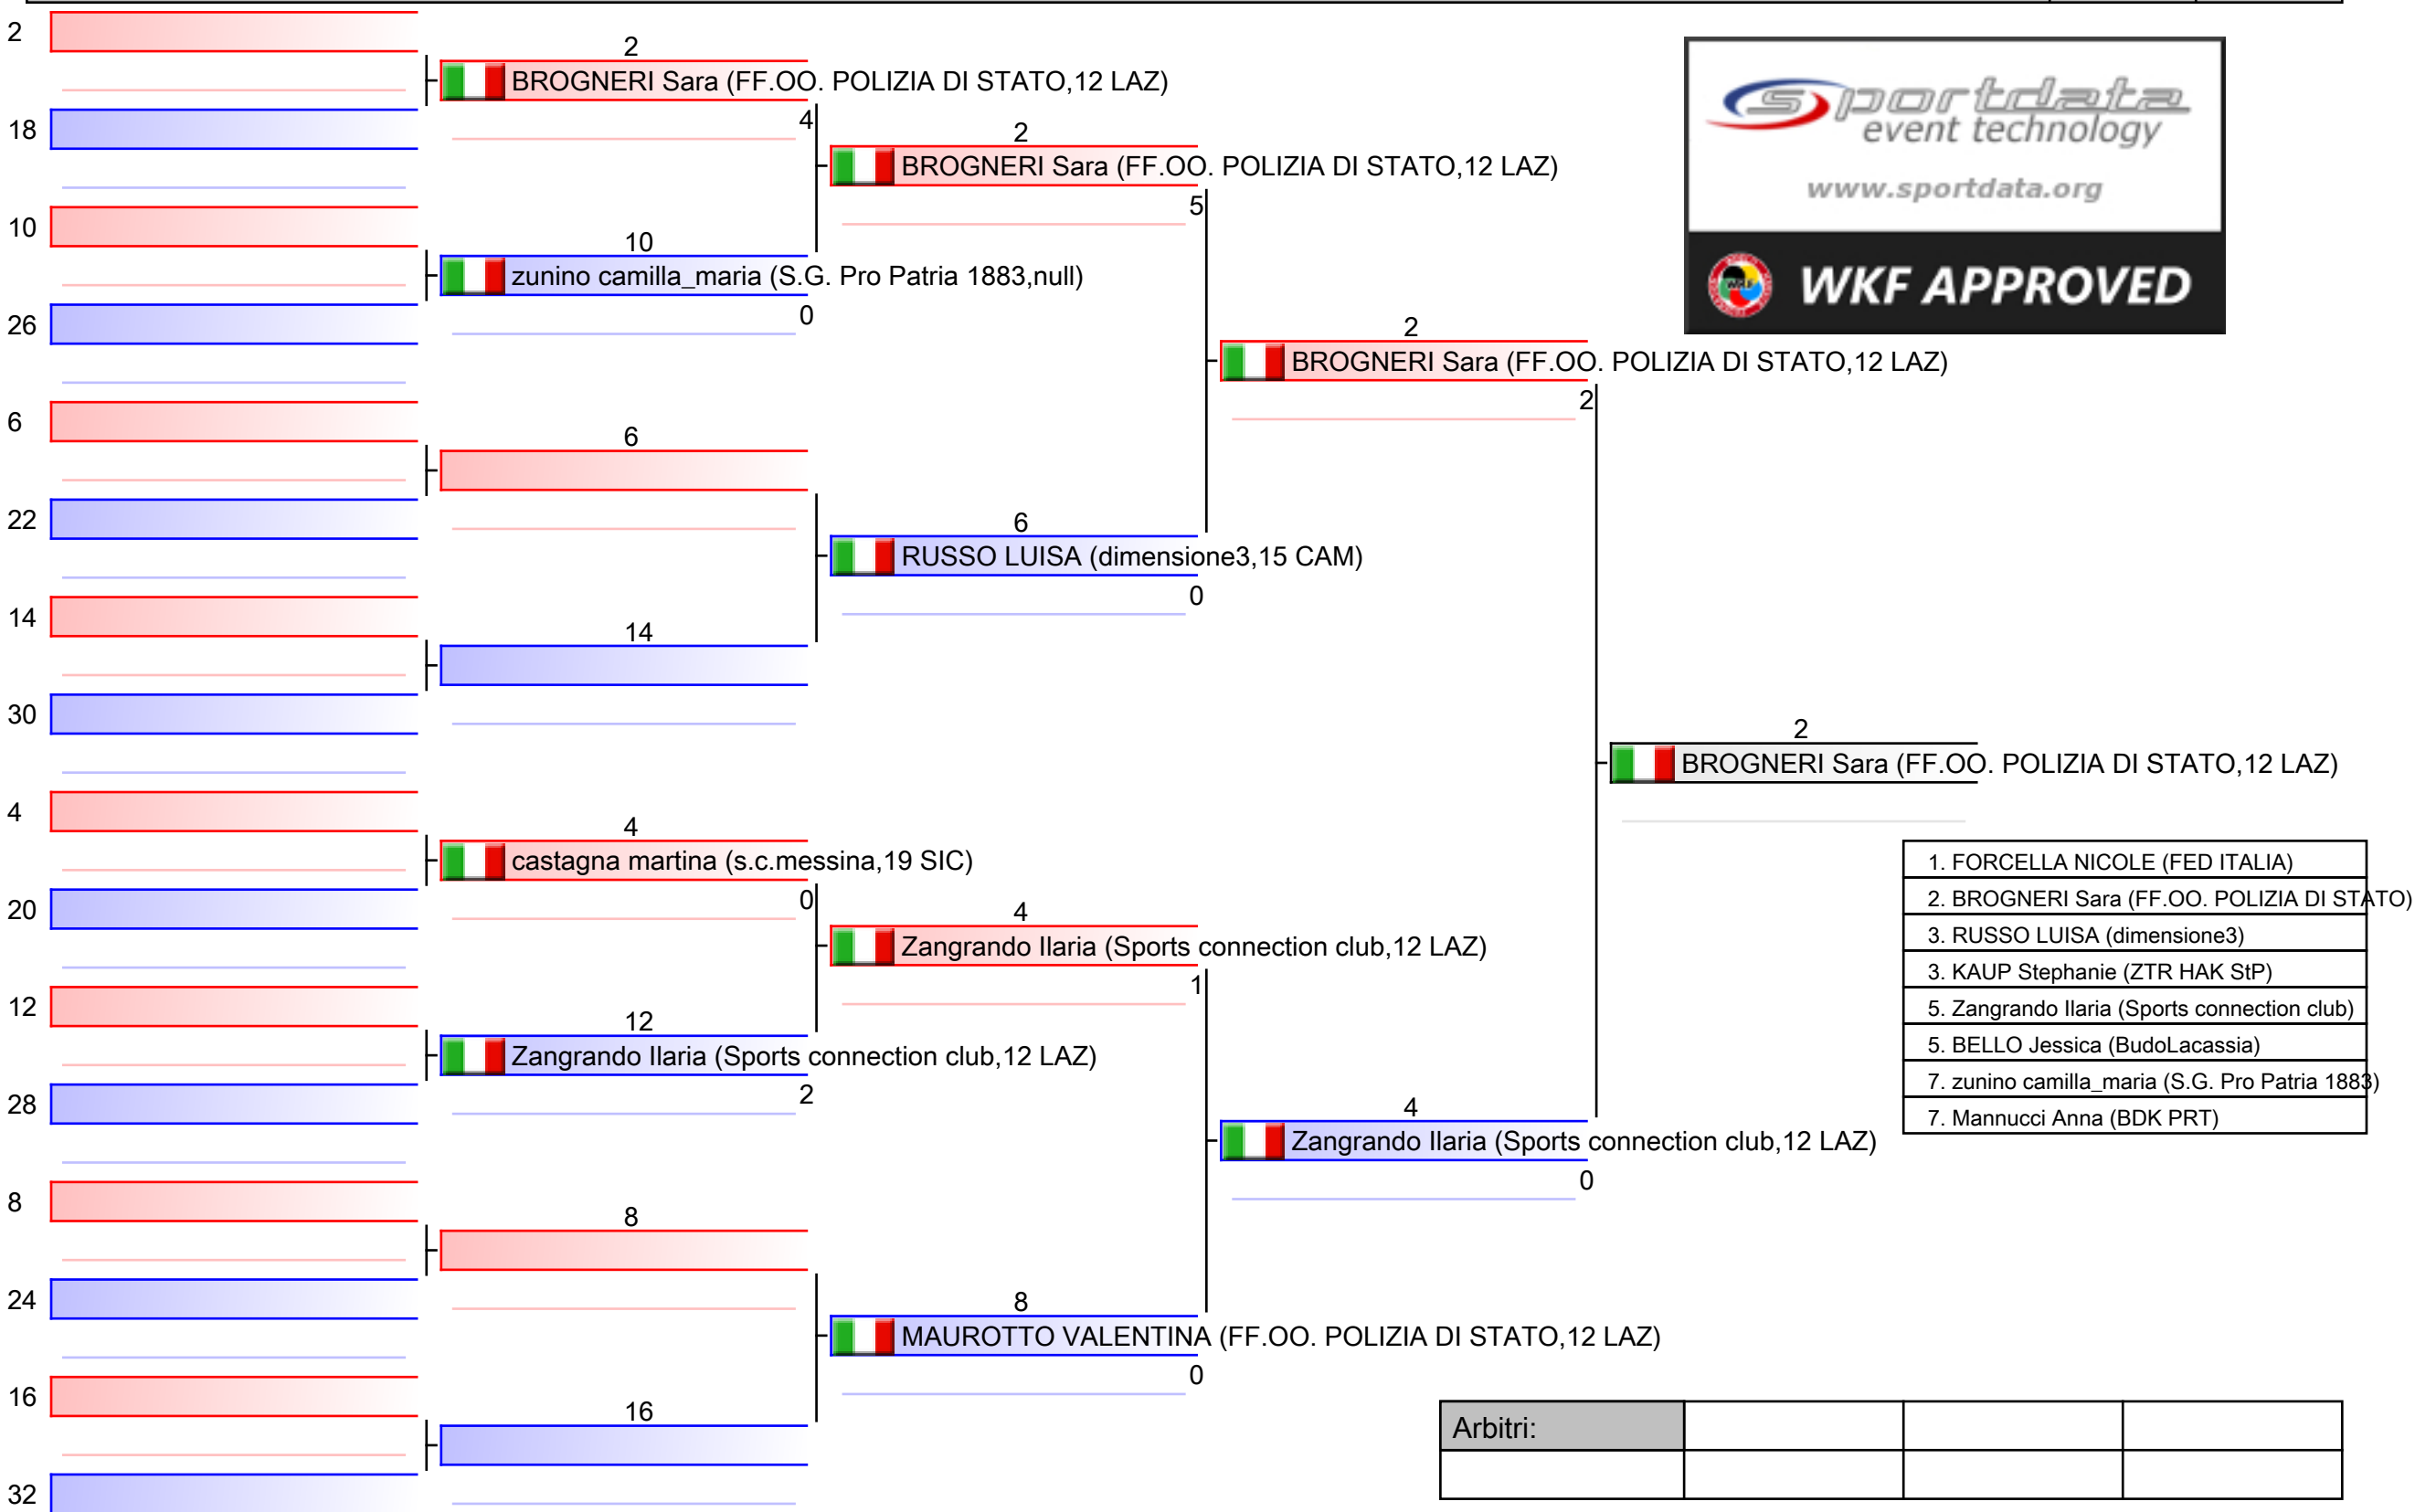 2
2
BROGNERI Sara (FF.OO. POLIZIA DI STATO,12 LAZ)
4
18
2
BROGNERI Sara (FF.OO. POLIZIA DI STATO,12 LAZ)
5
10
10
zunino camilla_maria (S.G. Pro Patria 1883,null)
0
26
2
BROGNERI Sara (FF.OO. POLIZIA DI STATO,12 LAZ)
2
6
6
22
6
RUSSO LUISA (dimensione3,15 CAM)
0
14
14
30
2
BROGNERI Sara (FF.OO. POLIZIA DI STATO,12 LAZ)
4
4
castagna martina (s.c.messina,19 SIC)
0
20
4
Zangrando Ilaria (Sports connection club,12 LAZ)
1
12
12
Zangrando Ilaria (Sports connection club,12 LAZ)
2
28
4
Zangrando Ilaria (Sports connection club,12 LAZ)
0
8
8
24
8
MAUROTTO VALENTINA (FF.OO. POLIZIA DI STATO,12 LAZ)
0
16
16
32
sportdata
event technology
www.sportdata.org
WKF
WKF APPROVED
1. FORCELLA NICOLE (FED ITALIA)
2. BROGNERI Sara (FF.OO. POLIZIA DI STATO)
3. RUSSO LUISA (dimensione3)
3. KAUP Stephanie (ZTR HAK StP)
5. Zangrando Ilaria (Sports connection club)
5. BELLO Jessica (BudoLacassia)
7. zunino camilla_maria (S.G. Pro Patria 1883)
7. Mannucci Anna (BDK PRT)
Arbitri: